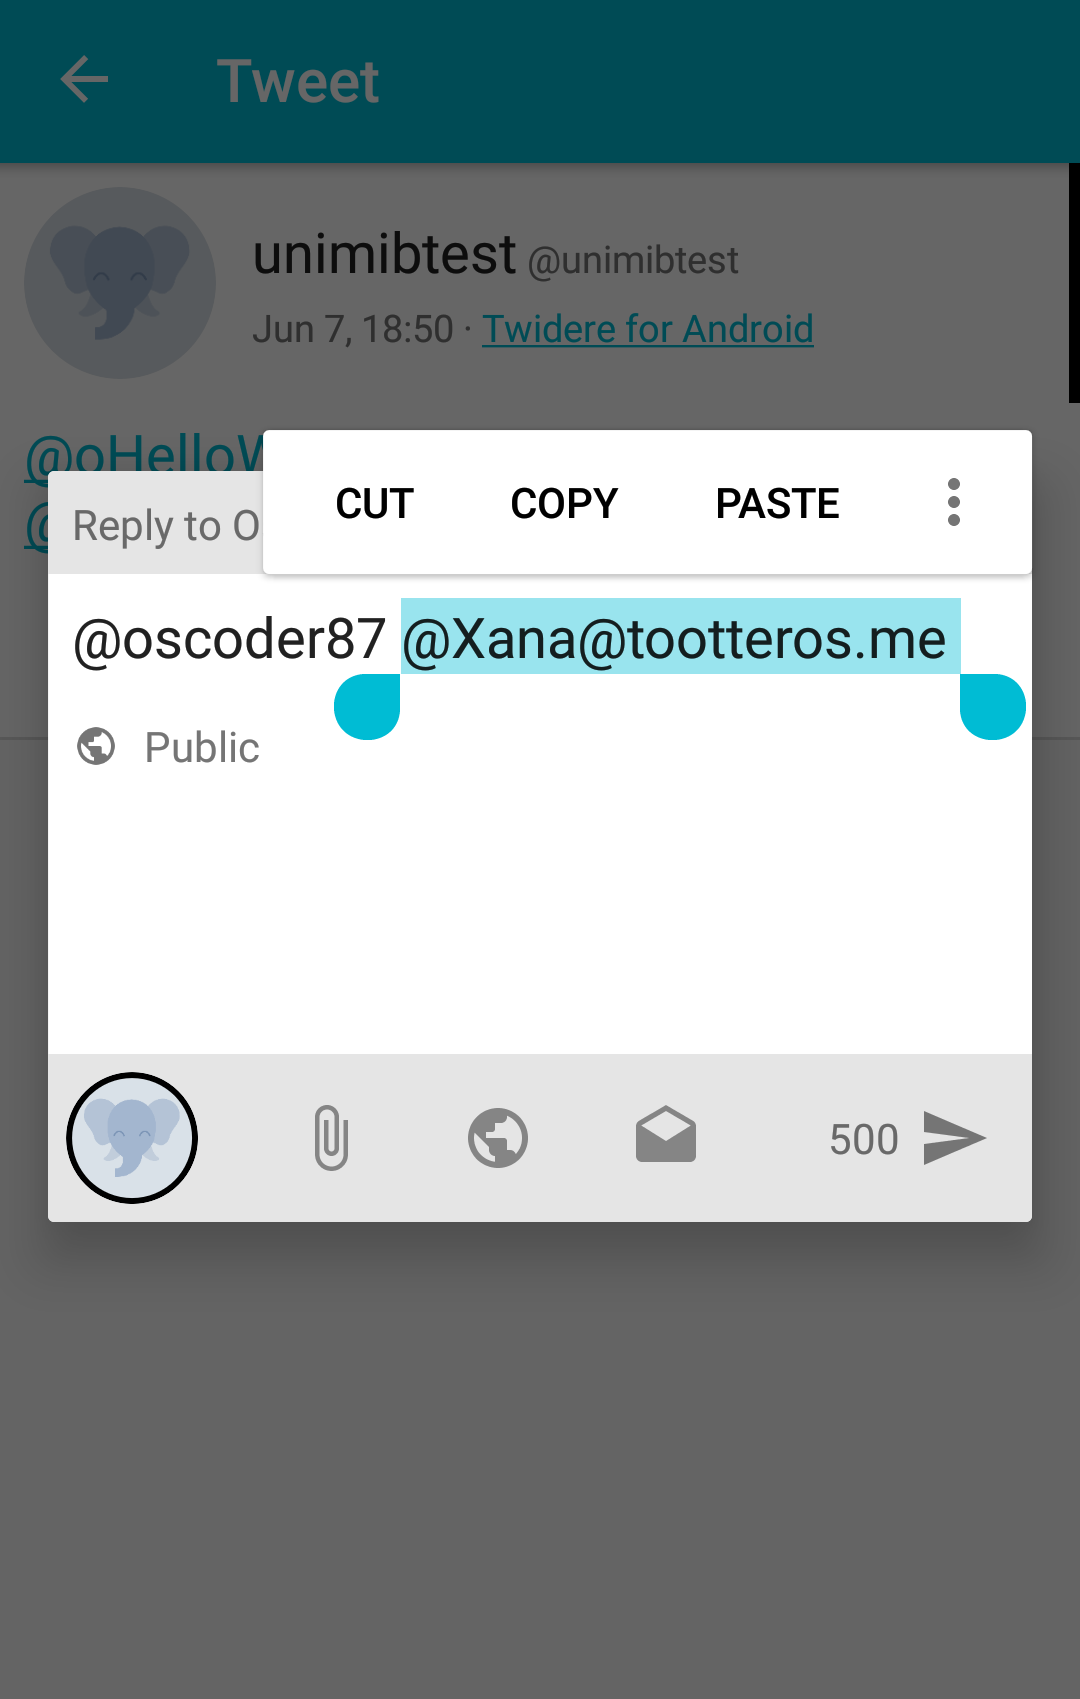 Tweet
unimibtest @unimibtest
Jun 7, 18:50 · Twidere for Android
CUT COPY PASTE
Reply to
@oscoder87 @Xana@tootteros.me
Public
500